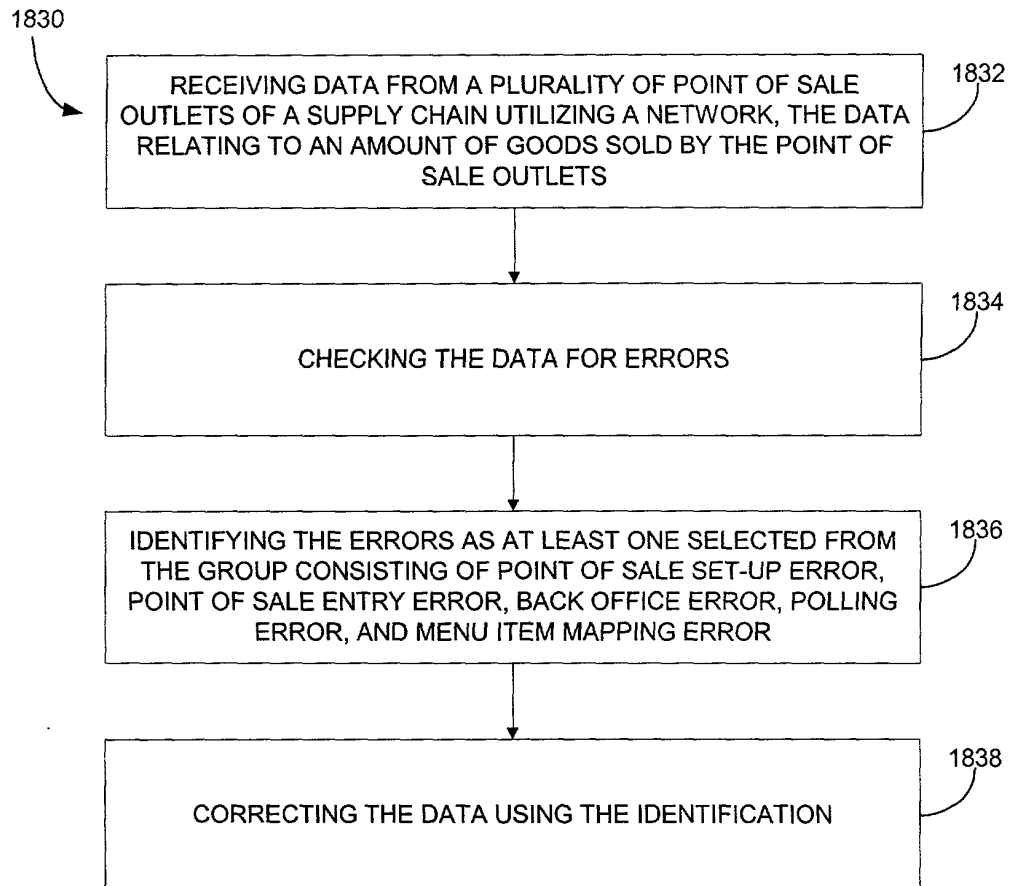 1830
RECEIVING DATA FROM A PLURALITY OF POINT OF SALE
OUTLETS OF A SUPPLY CHAIN UTILIZING A NETWORK, THE DATA
RELATING TO AN AMOUNT OF GOODS SOLD BY THE POINT OF
SALE OUTLETS
1832
CHECKING THE DATA FOR ERRORS
1834
IDENTIFYING THE ERRORS AS AT LEAST ONE SELECTED FROM
THE GROUP CONSISTING OF POINT OF SALE SET-UP ERROR,
POINT OF SALE ENTRY ERROR, BACK OFFICE ERROR, POLLING
ERROR, AND MENU ITEM MAPPING ERROR
1836
CORRECTING THE DATA USING THE IDENTIFICATION
1838